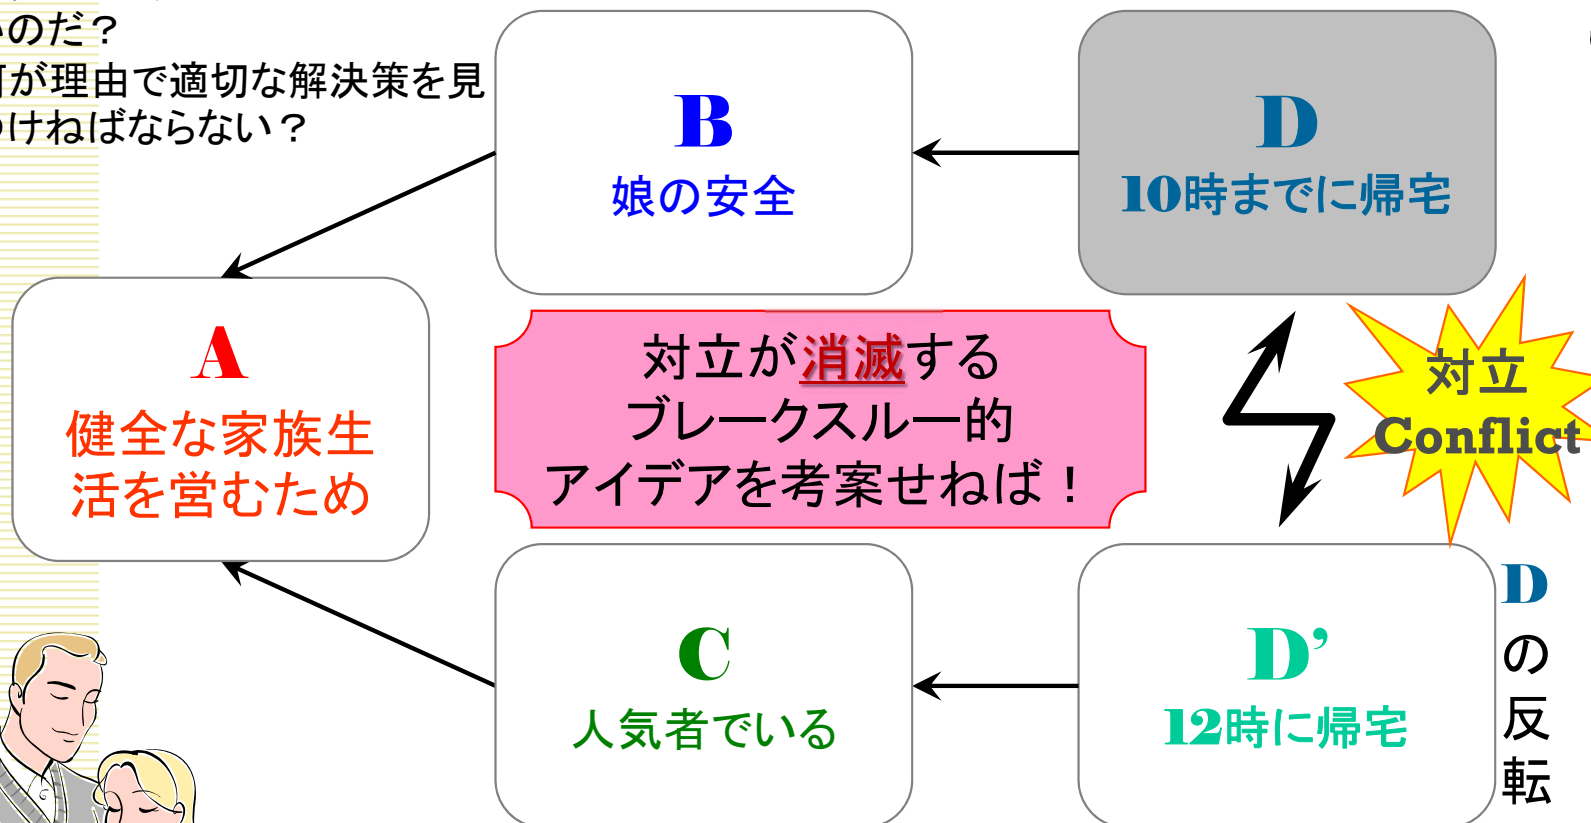 いのだ？
何が理由で適切な解決策を見
つけねばならない？
B
娘の安全
D
10時までに帰宅
A
健全な家族生
活を営むため
対立が消滅する
ブレークスルー的
アイデアを考案せねば！
対立
Conflict
C
人気者でいる
D’
12時に帰宅
D
の
反
転